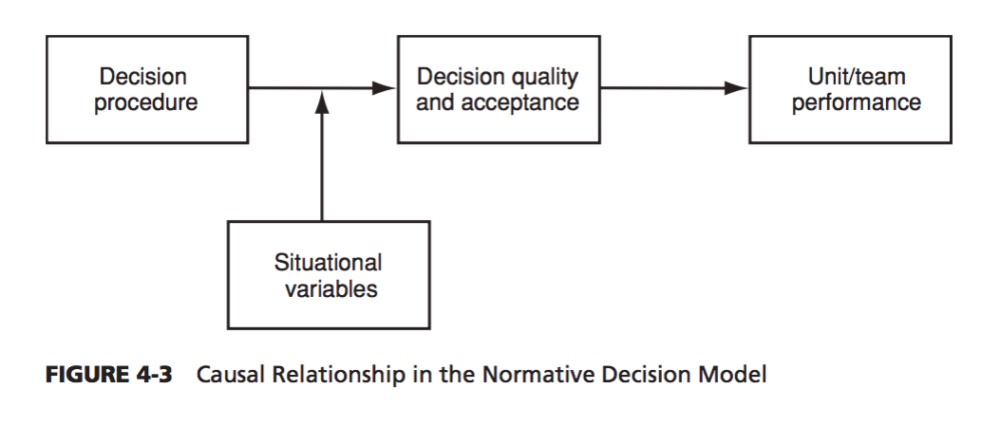 Decision
procedure
Decision quality
and acceptance
Unit/team
performance
Situational
variables
FIGURE 4-3 Causal Relationship in the Normative Decision Model